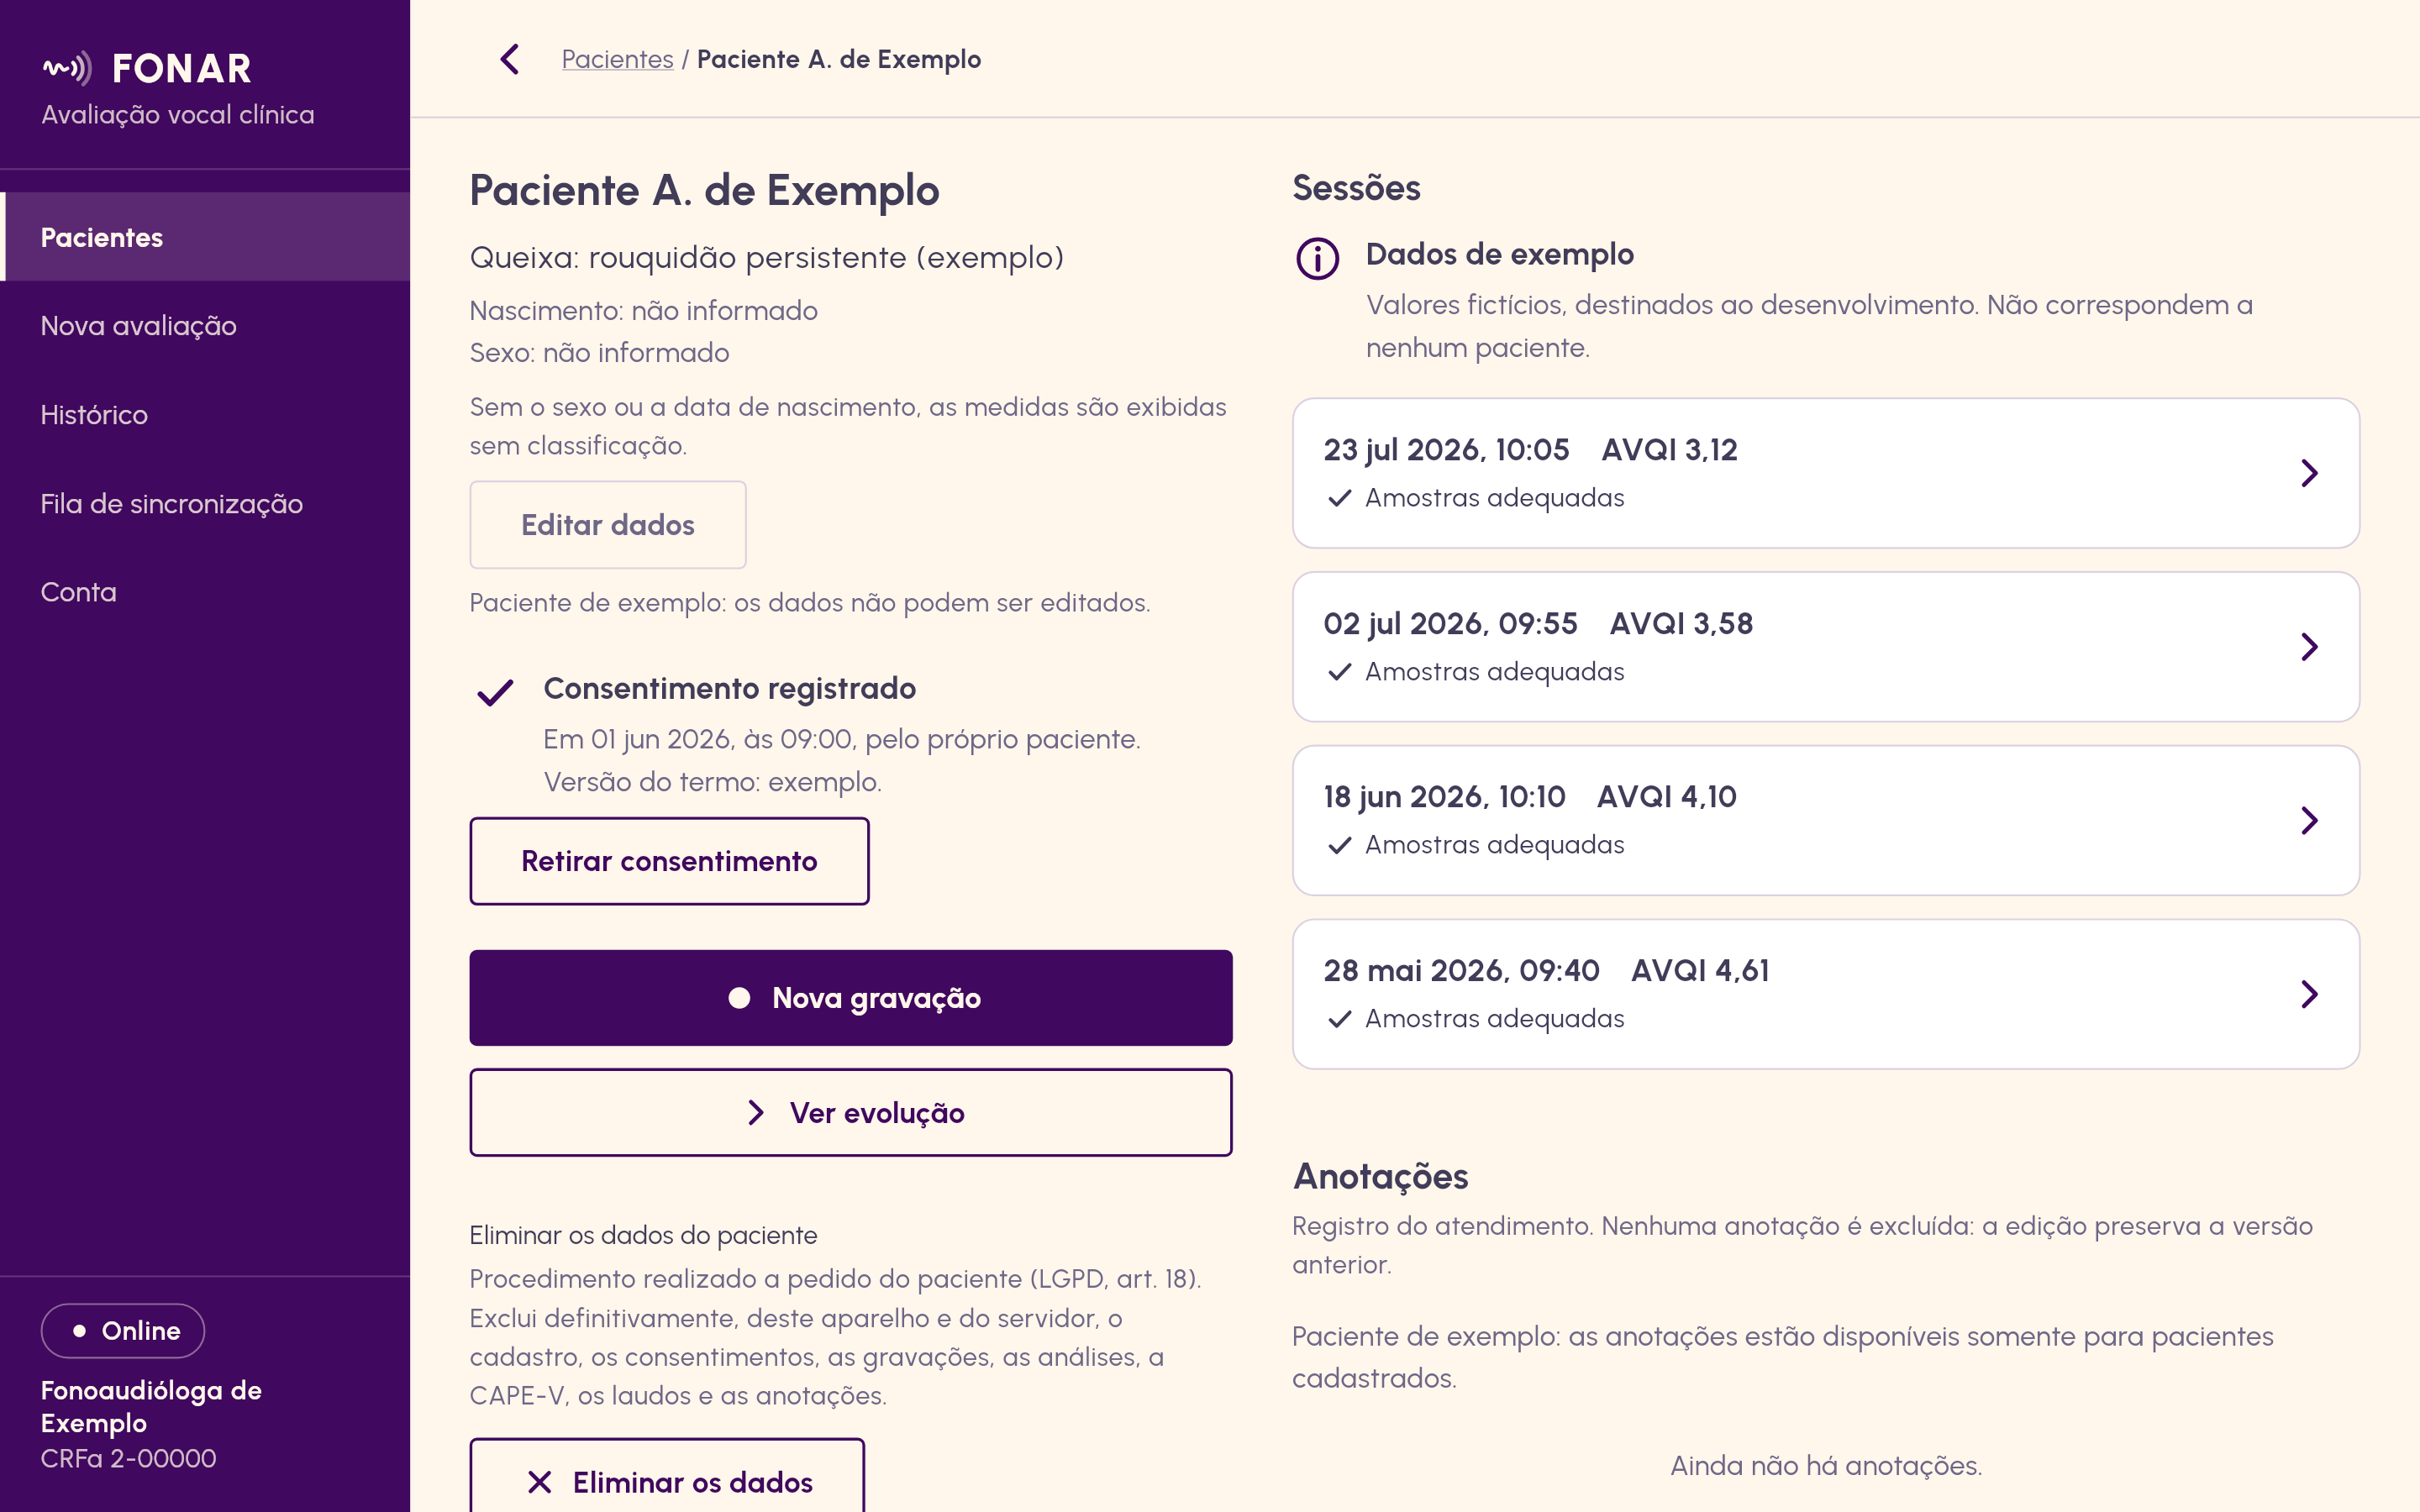 FONAR
Avaliação vocal clínica
Pacientes
Nova avaliação
Histórico
Fila de sincronização
Conta
Online
Fonoaudióloga de
Exemplo
CRFa 2-00000
Pacientes / Paciente A. de Exemplo
Paciente A. de Exemplo
Queixa: rouquidão persistente (exemplo)
Nascimento: não informado
Sexo: não informado
Sem o sexo ou a data de nascimento, as medidas são exibidas
sem classificação.
Editar dados
Paciente de exemplo: os dados não podem ser editados.
Consentimento registrado
Em 01 jun 2026, às 09:00, pelo próprio paciente.
Versão do termo: exemplo.
Retirar consentimento
Nova gravação
Ver evolução
Eliminar os dados do paciente
Procedimento realizado a pedido do paciente (LGPD, art. 18).
Exclui definitivamente, deste aparelho e do servidor, o
cadastro, os consentimentos, as gravações, as análises, a
CAPE-V, os laudos e as anotações.
Eliminar os dados
Sessões
Dados de exemplo
Valores fictícios, destinados ao desenvolvimento. Não correspondem a
nenhum paciente.
23 jul 2026, 10:05 AVQI 3,12
Amostras adequadas
02 jul 2026, 09:55 AVQI 3,58
Amostras adequadas
18 jun 2026, 10:10 AVQI 4,10
Amostras adequadas
28 mai 2026, 09:40 AVQI 4,61
Amostras adequadas
Anotações
Registro do atendimento. Nenhuma anotação é excluída: a edição preserva a versão
anterior.
Paciente de exemplo: as anotações estão disponíveis somente para pacientes
cadastrados.
Ainda não há anotações.